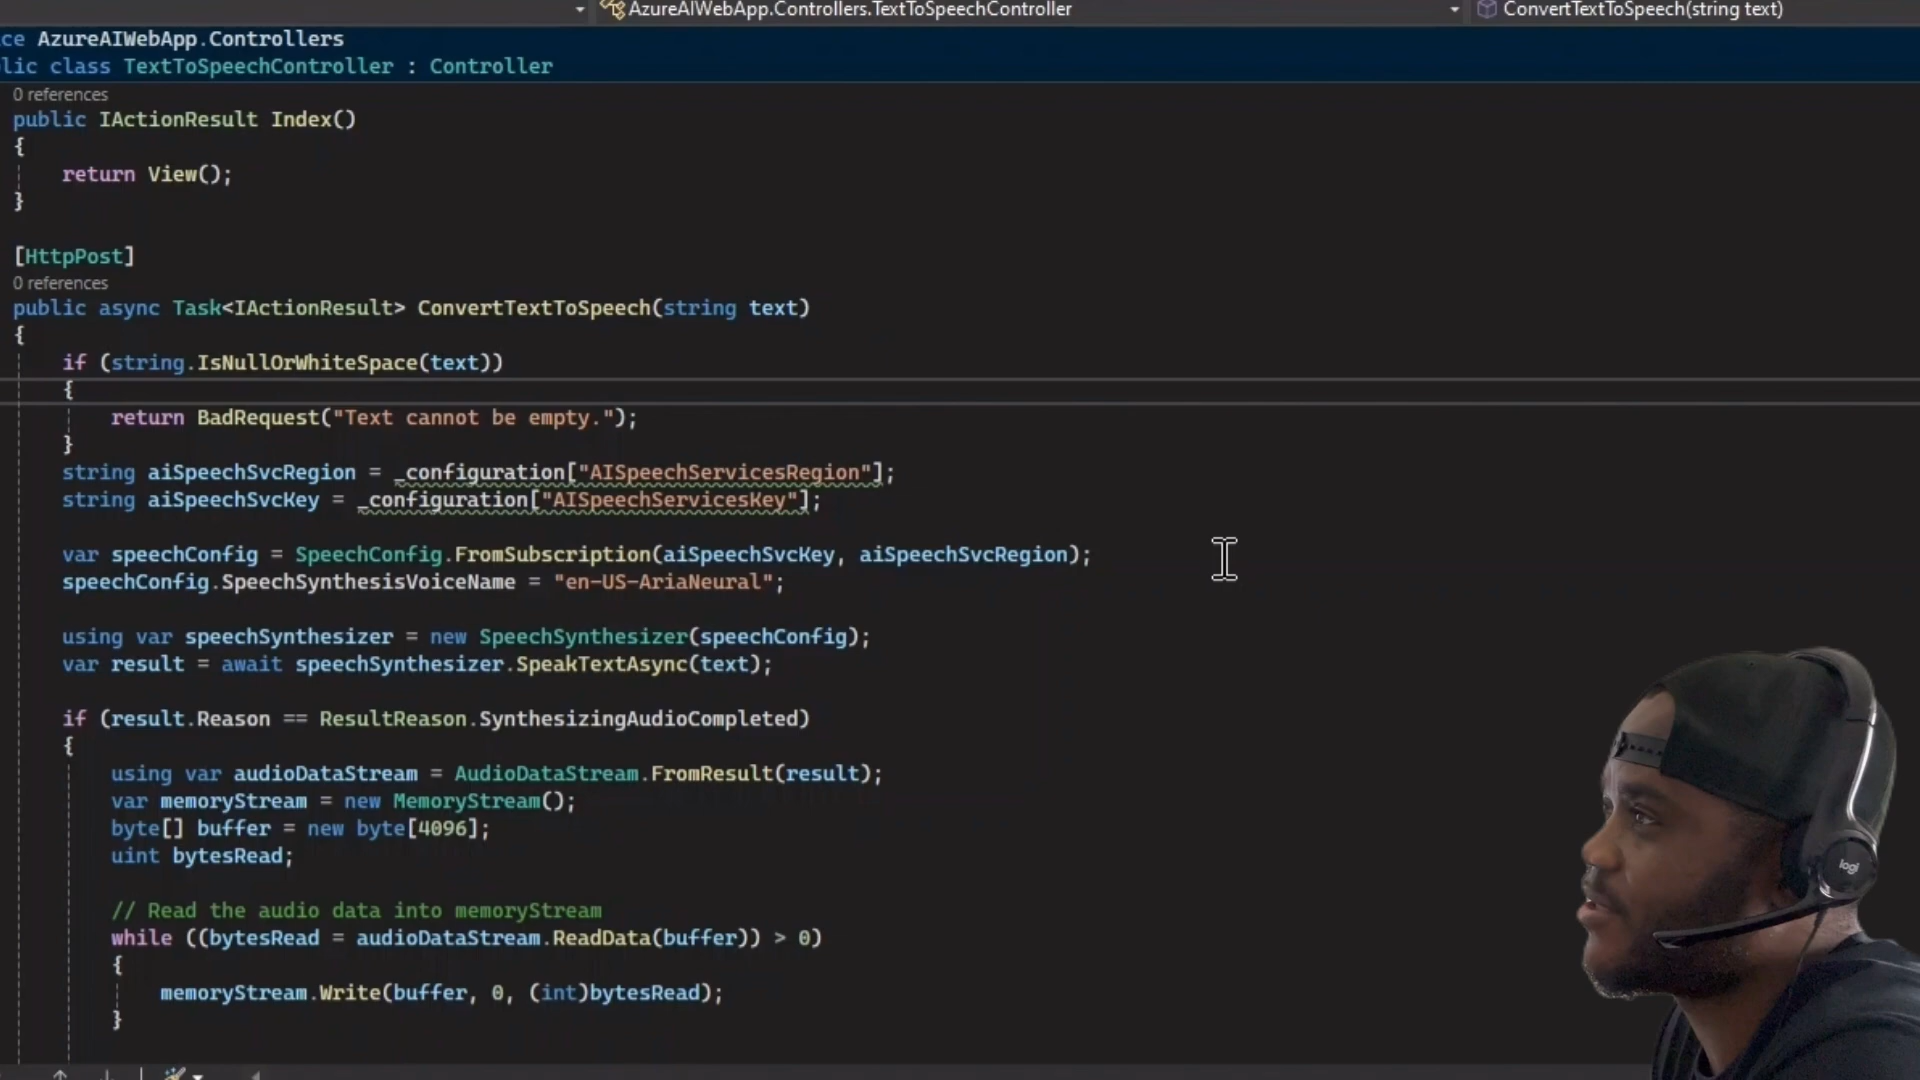 AzureAIWebApp.Controllers.TextToSpeechController
ConvertTextToSpeech(string text)
ce AzureAIWebApp.Controllers
lic class TextToSpeechController : Controller
0 references
public IActionResult Index()
{
return View();
}
[HttpPost]
0 references
public async Task<IActionResult> ConvertTextToSpeech(string text)
{
if (string.IsNullOrWhiteSpace(text))
{
return BadRequest("Text cannot be empty.");
}
string aiSpeechSvcRegion = _configuration["AISpeechServicesRegion"];
string aiSpeechSvcKey = _configuration["AISpeechServicesKey"];
var speechConfig = SpeechConfig.FromSubscription(aiSpeechSvcKey, aiSpeechSvcRegion);
speechConfig.SpeechSynthesisVoiceName = "en-US-AriaNeural";
using var speechSynthesizer = new SpeechSynthesizer(speechConfig);
var result = await speechSynthesizer.SpeakTextAsync(text);
if (result.Reason == ResultReason.SynthesizingAudioCompleted)
{
using var audioDataStream = AudioDataStream.FromResult(result);
var memoryStream = new MemoryStream();
byte[] buffer = new byte[4096];
uint bytesRead;
// Read the audio data into memoryStream
while ((bytesRead = audioDataStream.ReadData(buffer)) > 0)
{
memoryStream.Write(buffer, 0, (int)bytesRead);
}
logi